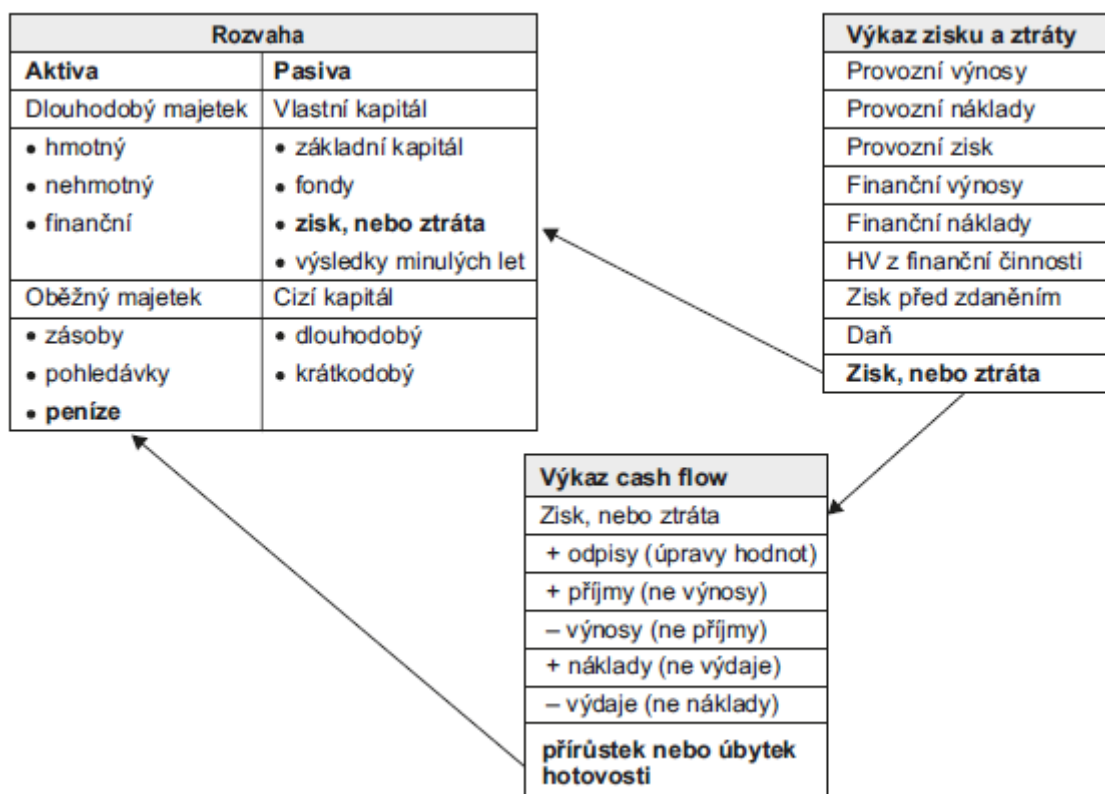 Rozvaha
Aktiva Pasiva
Dlouhodobý majetek Vlastní kapitál
• hmotný • základní kapitál
• nehmotný • fondy
• finanční • zisk, nebo ztráta
• výsledky minulých let
Oběžný majetek Cizí kapitál
• zásoby • dlouhodobý
• pohledávky • krátkodobý
• peníze
Výkaz zisku a ztráty
Provozní výnosy
Provozní náklady
Provozní zisk
Finanční výnosy
Finanční náklady
HV z finanční činnosti
Zisk před zdaněním
Daň
Zisk, nebo ztráta
Výkaz cash flow
Zisk, nebo ztráta
+ odpisy (úpravy hodnot)
+ příjmy (ne výnosy)
– výnosy (ne příjmy)
+ náklady (ne výdaje)
– výdaje (ne náklady)
přírůstek nebo úbytek
hotovosti